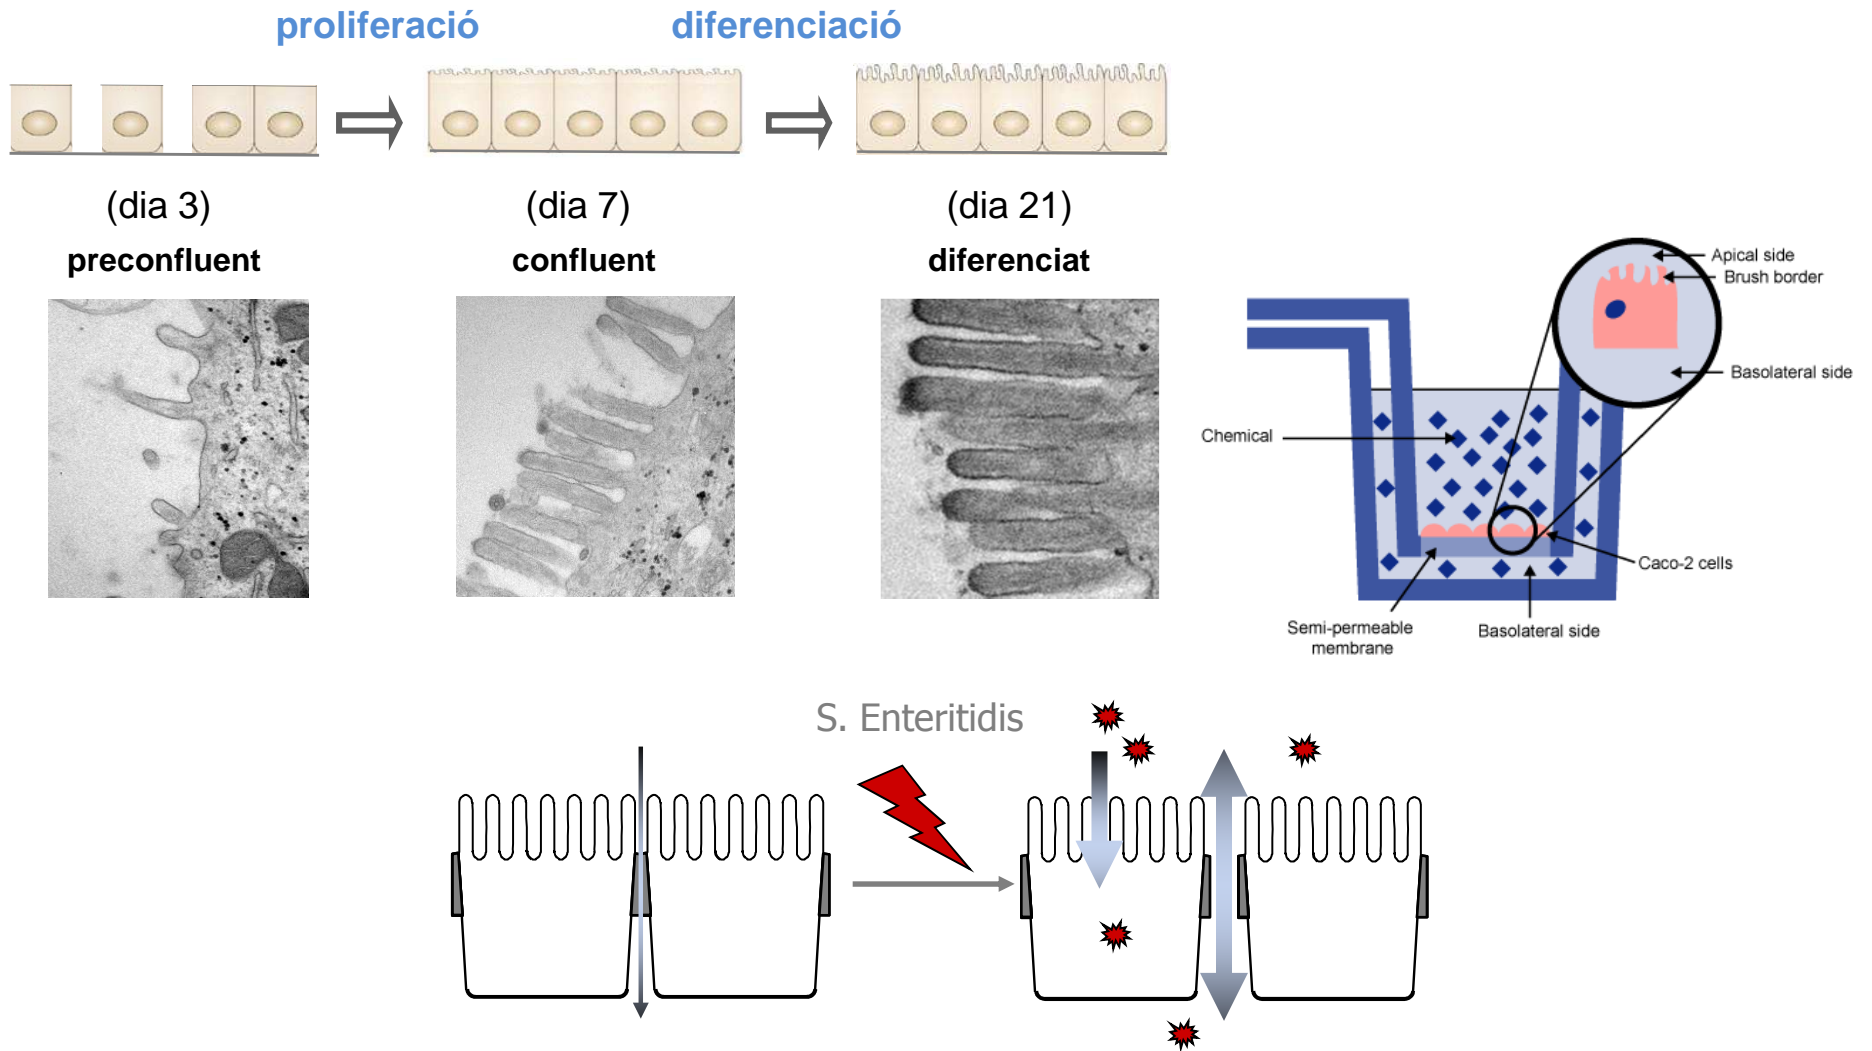 proliferació
diferenciació
(dia 3)
(dia 7)
(dia 21)
preconfluent
confluent
diferenciat
Apical side
Brush border
Basolateral side
Chemical
Caco-2 cells
Semi-permeable
membrane
Basolateral side
S. Enteritidis